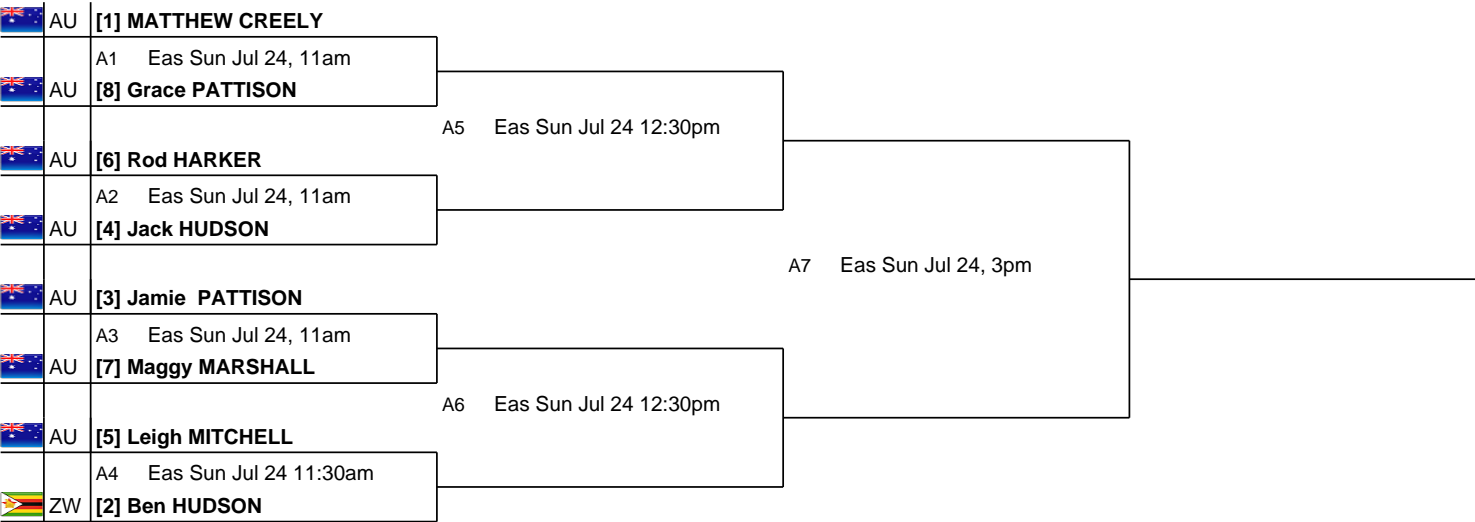 AU [1] MATTHEW CREELY
A1 Eas Sun Jul 24, 11am
AU [8] Grace PATTISON
A5 Eas Sun Jul 24 12:30pm
AU [6] Rod HARKER
A2 Eas Sun Jul 24, 11am
AU [4] Jack HUDSON
A7 Eas Sun Jul 24, 3pm
AU [3] Jamie  PATTISON
A3 Eas Sun Jul 24, 11am
AU [7] Maggy MARSHALL
A6 Eas Sun Jul 24 12:30pm
AU [5] Leigh MITCHELL
A4 Eas Sun Jul 24 11:30am
ZW [2] Ben HUDSON